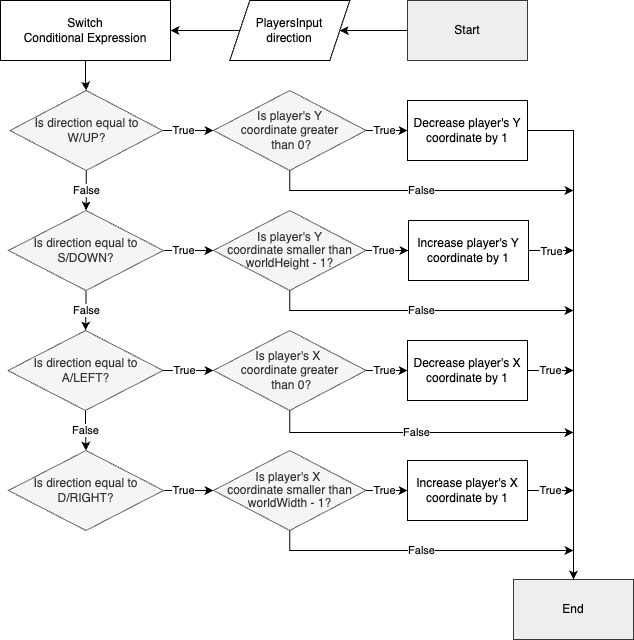 Switch
Conditional Expression
PlayersInput
direction
Start
Is direction equal to
W/UP?
True
Is player's Y
coordinate greater
than 0?
True
Decrease player's Y
coordinate by 1
False
False
Is direction equal to
S/DOWN?
True
Is player's Y
coordinate smaller than
worldHeight - 1?
True
Increase player's Y
coordinate by 1
True
False
False
Is direction equal to
A/LEFT?
True
Is player's X
coordinate greater
than 0?
True
Decrease player's X
coordinate by 1
True
False
False
Is direction equal to
D/RIGHT?
True
Is player's X
coordinate smaller than
worldWidth - 1?
True
Increase player's X
coordinate by 1
True
False
End